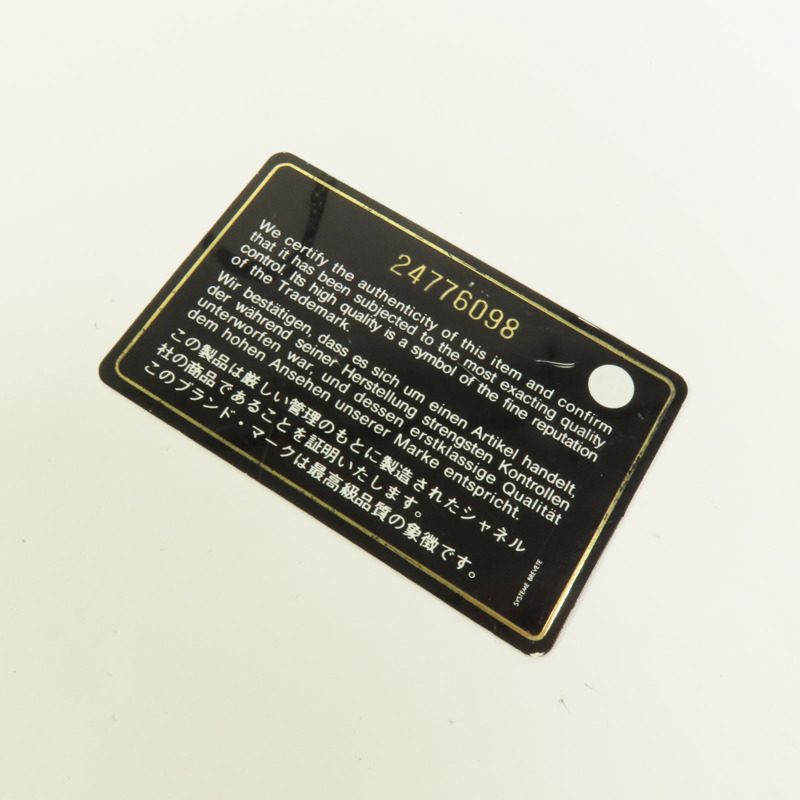 24776098
We certify the authenticity of this item and confirm
that it has been subjected to the most exacting quality
control. Its high quality is a symbol of the fine reputation
of the Trademark.
Wir bestätigen, dass es sich um einen Artikel handelt,
der während seiner Herstellung strengsten Kontrollen
unterworfen war, und dessen erstklassige Qualität
dem hohen Ansehen unserer Marke entspricht.
この製品は厳しい管理のもとに製造されたシャネル
社の商品であることを証明いたします。
このブランド・マークは最高級品質の象徴です。
SYSTEME BREVETE